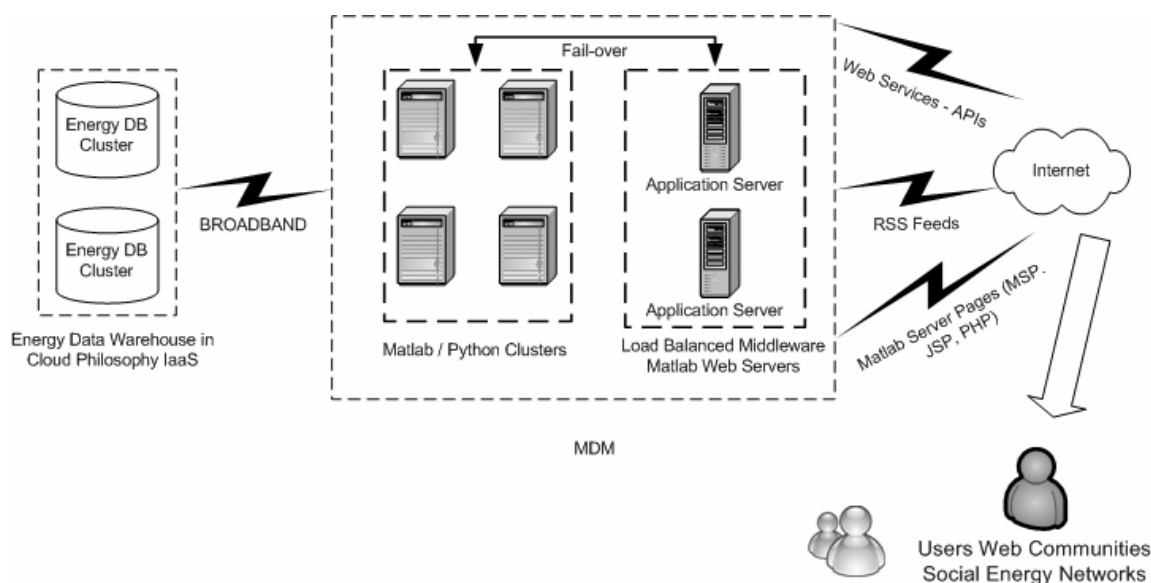 Fail-over
Energy DB
Cluster
Energy DB
Cluster
Energy Data Warehouse in
Cloud Philosophy IaaS
BROADBAND
Matlab / Python Clusters
Application Server
Application Server
Load Balanced Middleware
Matlab Web Servers
MDM
Web Services - APIs
Internet
RSS Feeds
Matlab Server Pages (MSP.
JSP, PHP)
Users Web Communities
Social Energy Networks